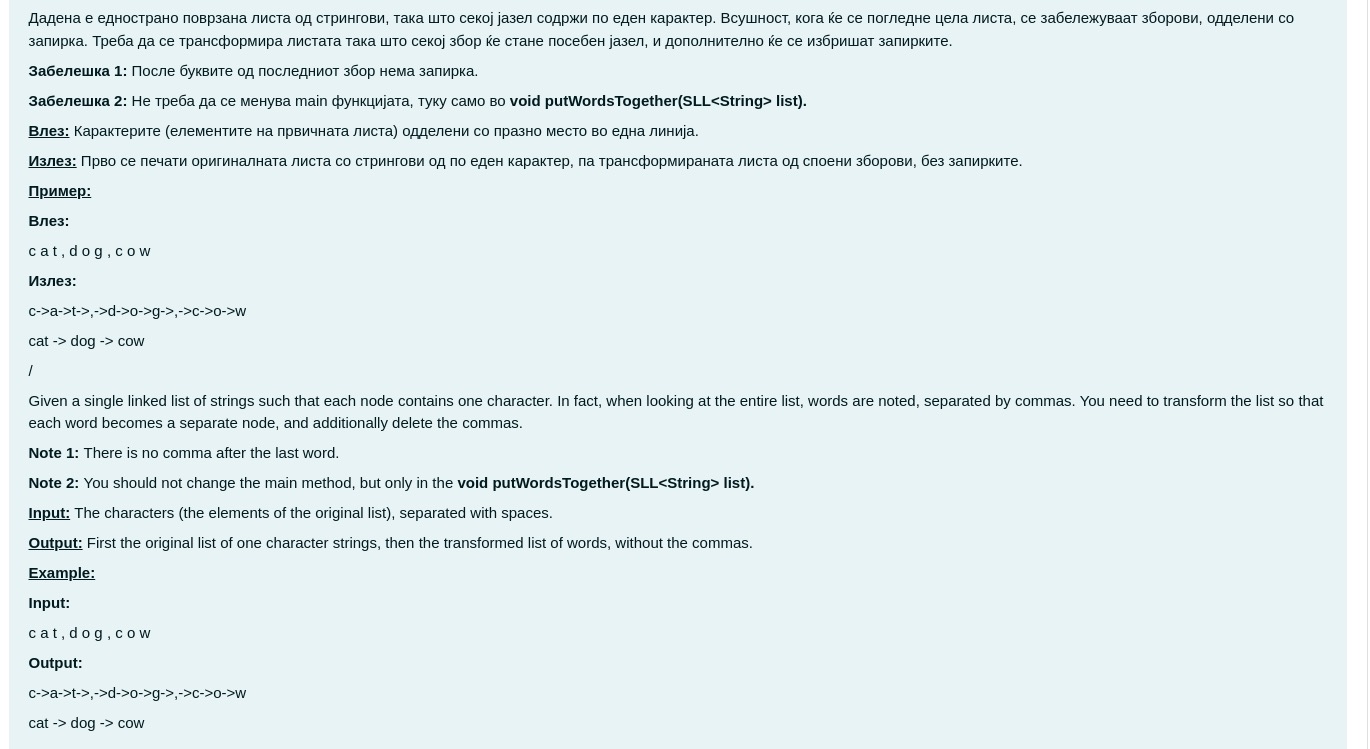 Дадена е еднострано поврзана листа од стрингови, така што секој јазел содржи по еден карактер. Всушност, кога ќе се погледне цела листа, се забележуваат зборови, одделени со
запирка. Треба да се трансформира листата така што секој збор ќе стане посебен јазел, и дополнително ќе се избришат запирките.
Забелешка 1: После буквите од последниот збор нема запирка.
Забелешка 2: Не треба да се менува main функцијата, туку само во void putWordsTogether(SLL<String> list).
Влез: Карактерите (елементите на првичната листа) одделени со празно место во една линија.
Излез: Прво се печати оригиналната листа со стрингови од по еден карактер, па трансформираната листа од споени зборови, без запирките.
Пример:
Влез:
c a t , d o g , c o w
Излез:
c->a->t->,->d->o->g->,->c->o->w
cat -> dog -> cow
/
Given a single linked list of strings such that each node contains one character. In fact, when looking at the entire list, words are noted, separated by commas. You need to transform the list so that
each word becomes a separate node, and additionally delete the commas.
Note 1: There is no comma after the last word.
Note 2: You should not change the main method, but only in the void putWordsTogether(SLL<String> list).
Input: The characters (the elements of the original list), separated with spaces.
Output: First the original list of one character strings, then the transformed list of words, without the commas.
Example:
Input:
c a t , d o g , c o w
Output:
c->a->t->,->d->o->g->,->c->o->w
cat -> dog -> cow